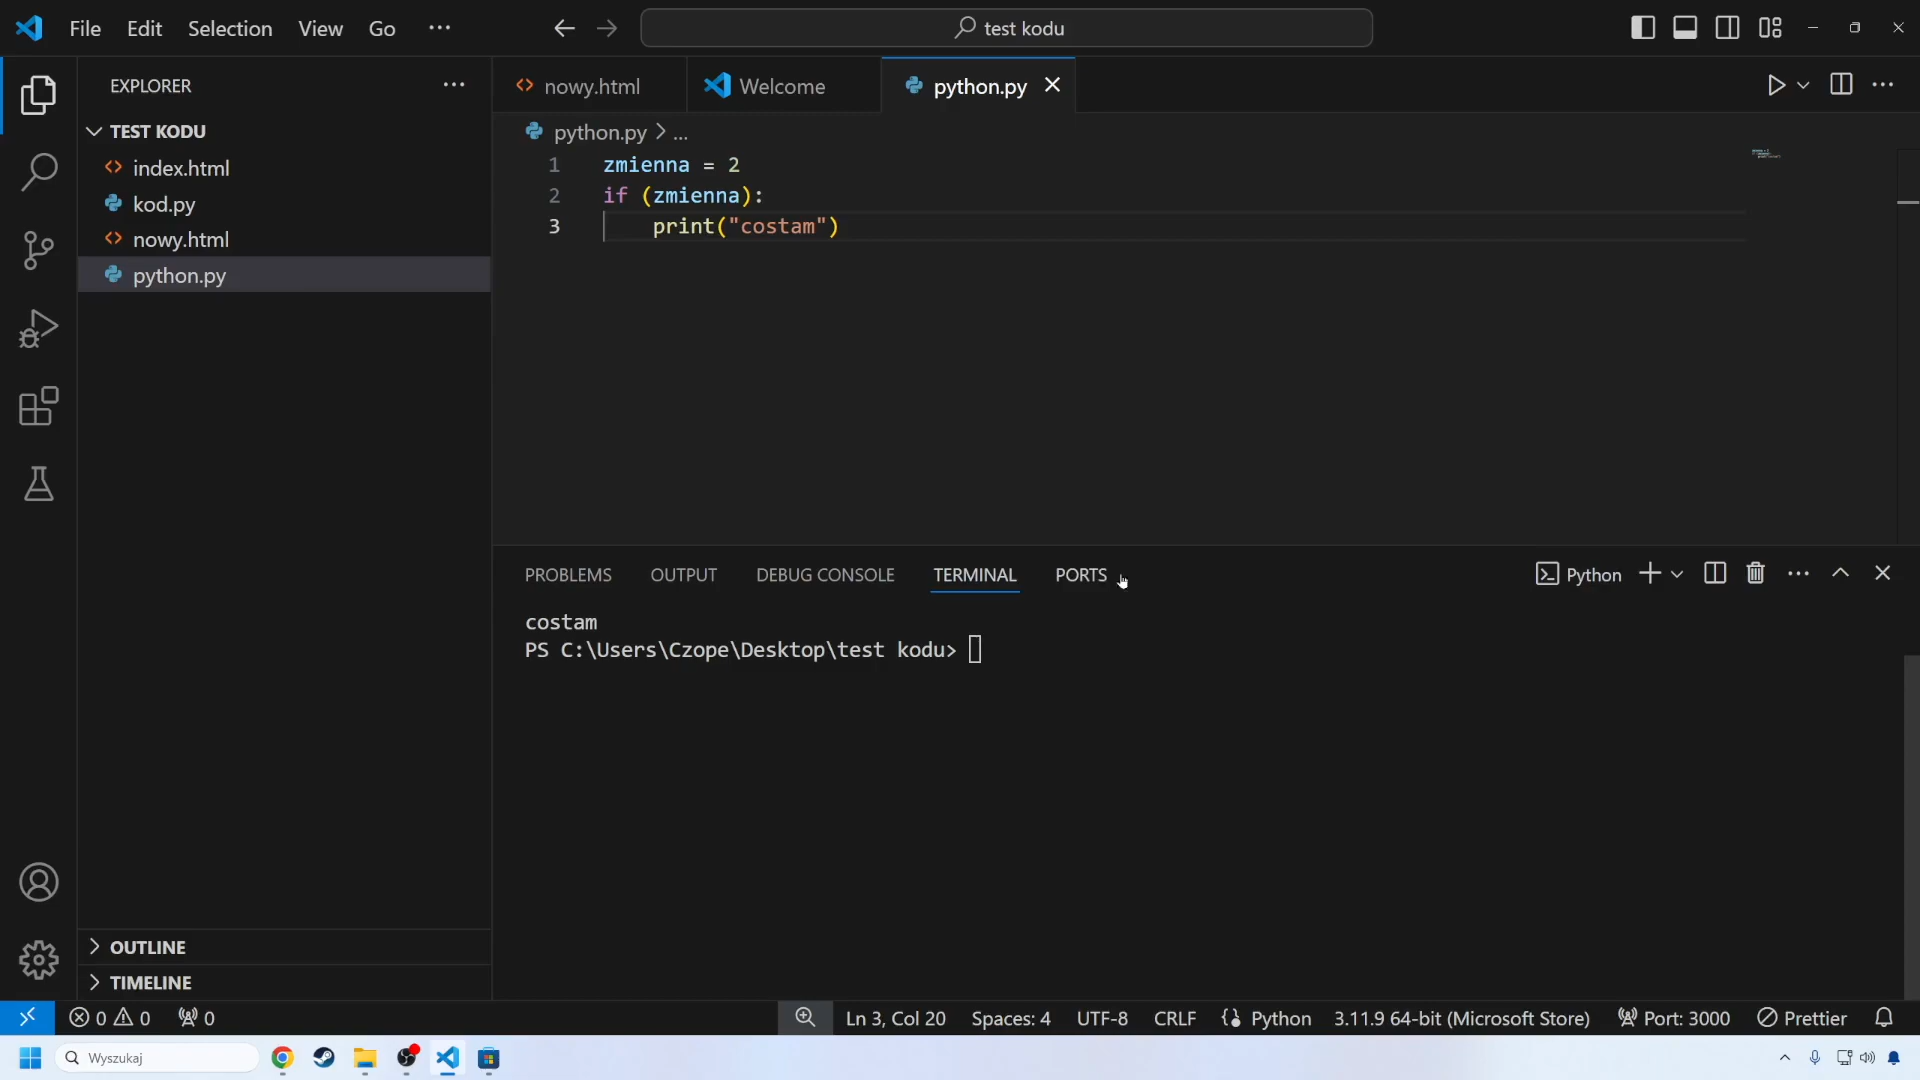 File Edit Selection View Go ···
test kodu
EXPLORER ···
nowy.html Welcome python.py
TEST KODU
index.html
kod.py
nowy.html
python.py
python.py > ...
1 zmienna = 2
2 if (zmienna):
3 print("costam")
PROBLEMS OUTPUT DEBUG CONSOLE TERMINAL PORTS
Python
costam
PS C:\Users\Czope\Desktop\test kodu>
OUTLINE
TIMELINE
0 0 0
Ln 3, Col 20 Spaces: 4 UTF-8 CRLF Python 3.11.9 64-bit (Microsoft Store) Port: 3000 Prettier
Wyszukaj